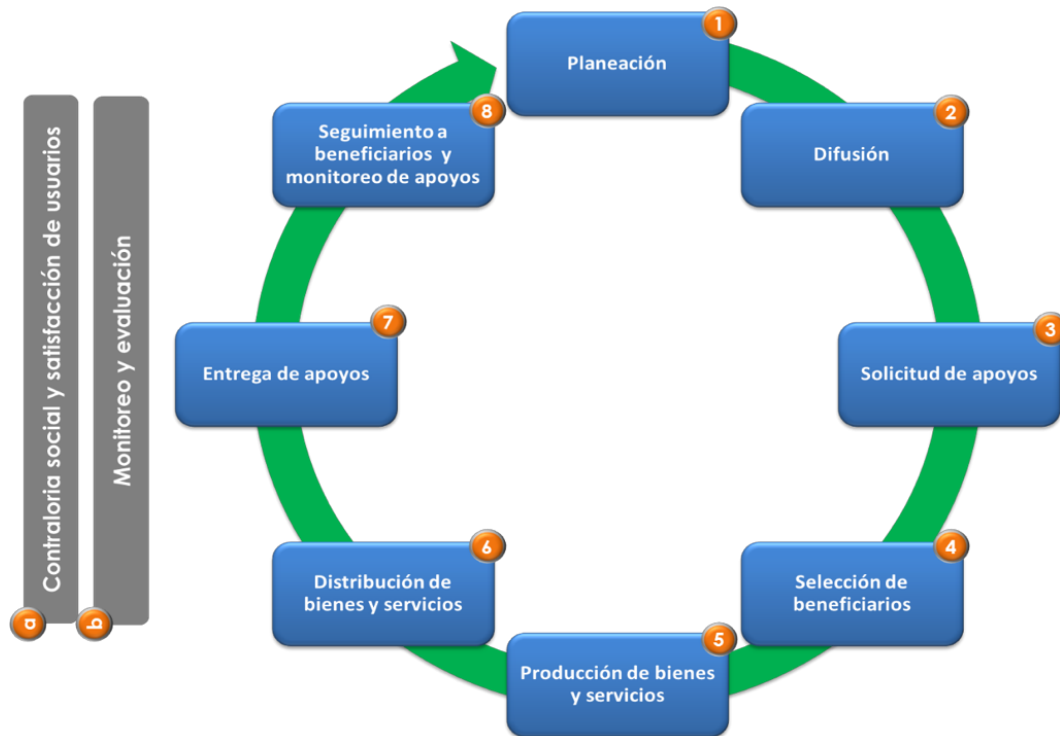 1
Planeación
2
Difusión
3
Solicitud de apoyos
4
Selección de
beneficiarios
5
Producción de bienes
y servicios
6
Distribución de
bienes y servicios
7
Entrega de apoyos
8
Seguimiento a
beneficiarios y
monitoreo de apoyos
a
Contraloria social y satisfacción de usuarios
b
Monitoreo y evaluación